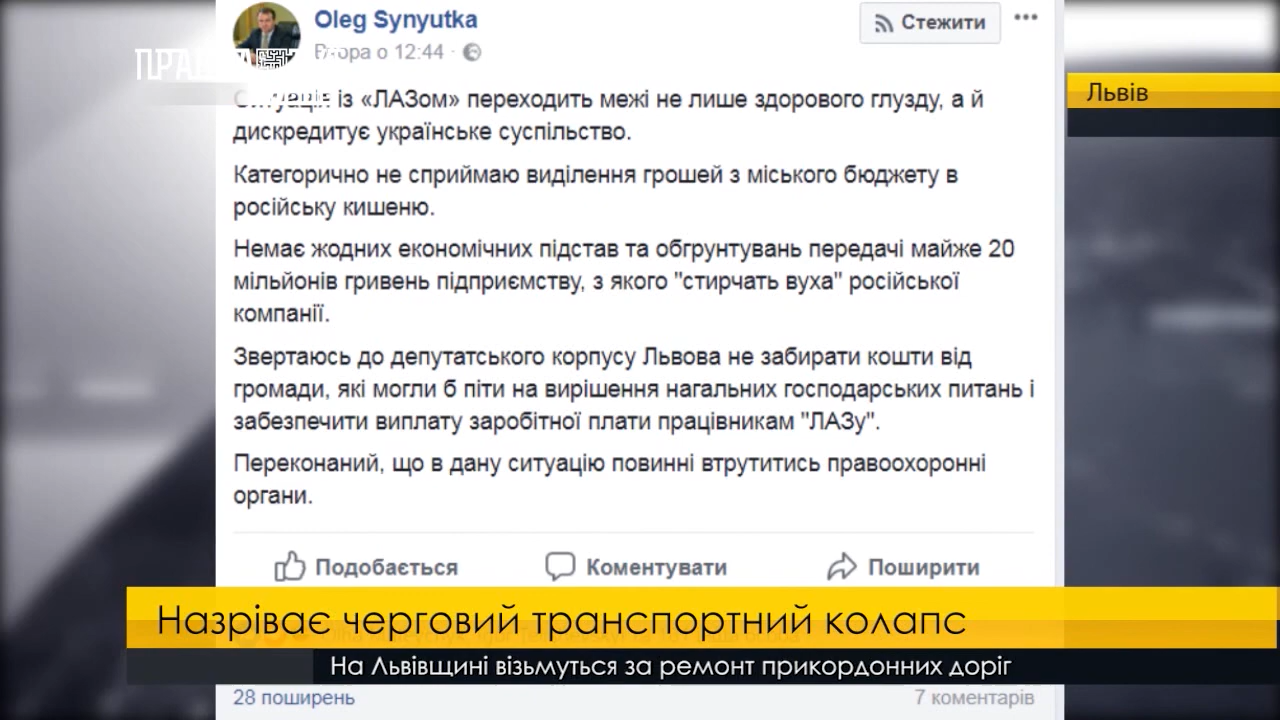 Oleg Synyutka
Вчора о 12:44
Стежити
Львів
Ситуація із «ЛАЗом» переходить межі не лише здорового глузду, а й
дискредитує українське суспільство.
Категорично не сприймаю виділення грошей з міського бюджету в
російську кишеню.
Немає жодних економічних підстав та обгрунтувань передачі майже 20
мільйонів гривень підприємству, з якого "стирчать вуха" російської
компанії.
Звертаюсь до депутатського корпусу Львова не забирати кошти від
громади, які могли б піти на вирішення нагальних господарських питань і
забезпечити виплату заробітної плати працівникам "ЛАЗу".
Переконаний, що в дану ситуацію повинні втрутитись правоохоронні
органи.
Подобається Коментувати Поширити
Назріває черговий транспортний колапс
На Львівщині візьмуться за ремонт прикордонних доріг
28 поширень 7 коментарів